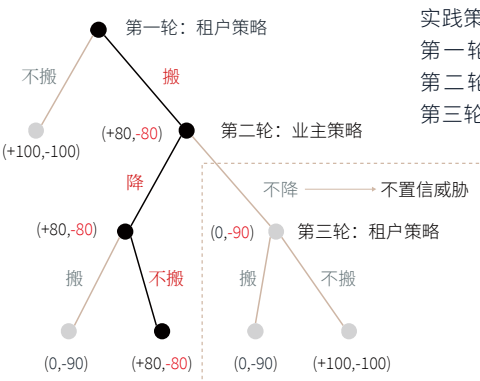 第一轮：租户策略
实践策
第一轮
第二轮
第三轮
不搬
搬
(+100,-100)
(+80,-80)
第二轮：业主策略
降
不降
不置信威胁
(+80,-80)
(0,-90)
第三轮：租户策略
搬
不搬
搬
不搬
(0,-90)
(+80,-80)
(0,-90)
(+100,-100)